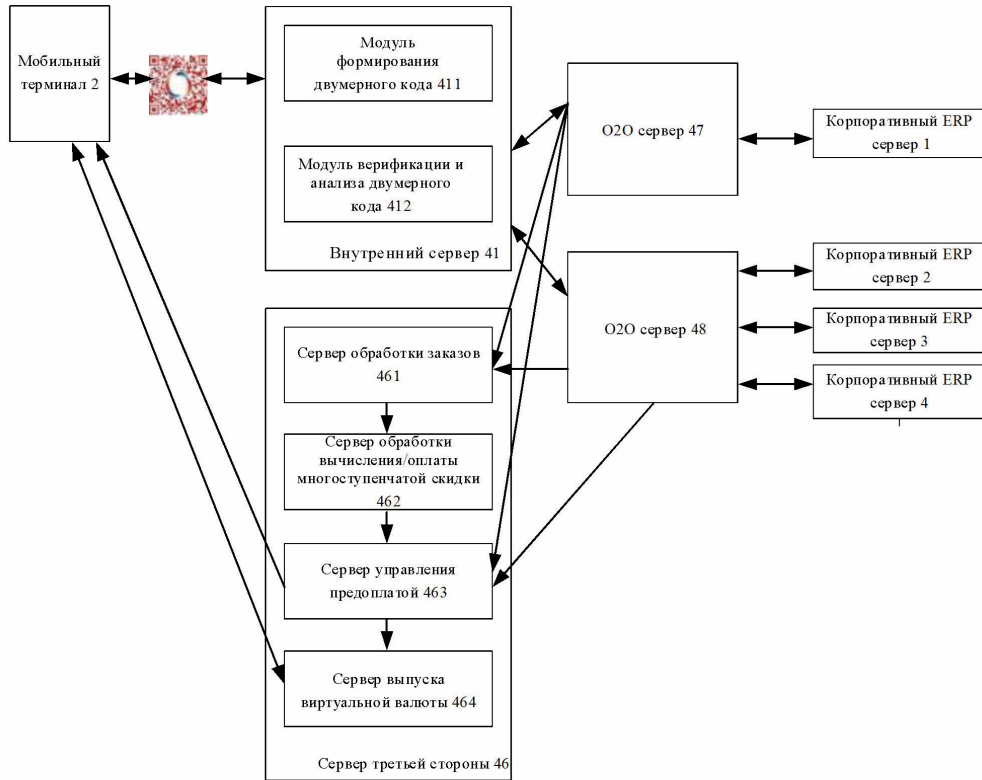 Мобильный
терминал 2
Модуль
формирования
двумерного кода 411
Модуль верификации и
анализа двумерного
кода 412
Внутренний сервер 41
O2O сервер 47
Корпоративный ERP
сервер 1
O2O сервер 48
Корпоративный ERP
сервер 2
Корпоративный ERP
сервер 3
Корпоративный ERP
сервер 4
Сервер обработки заказов
461
Сервер обработки
вычисления/оплаты
многоступенчатой скидки
462
Сервер управления
предоплатой 463
Сервер выпуска
виртуальной валюты 464
Сервер третьей стороны 46